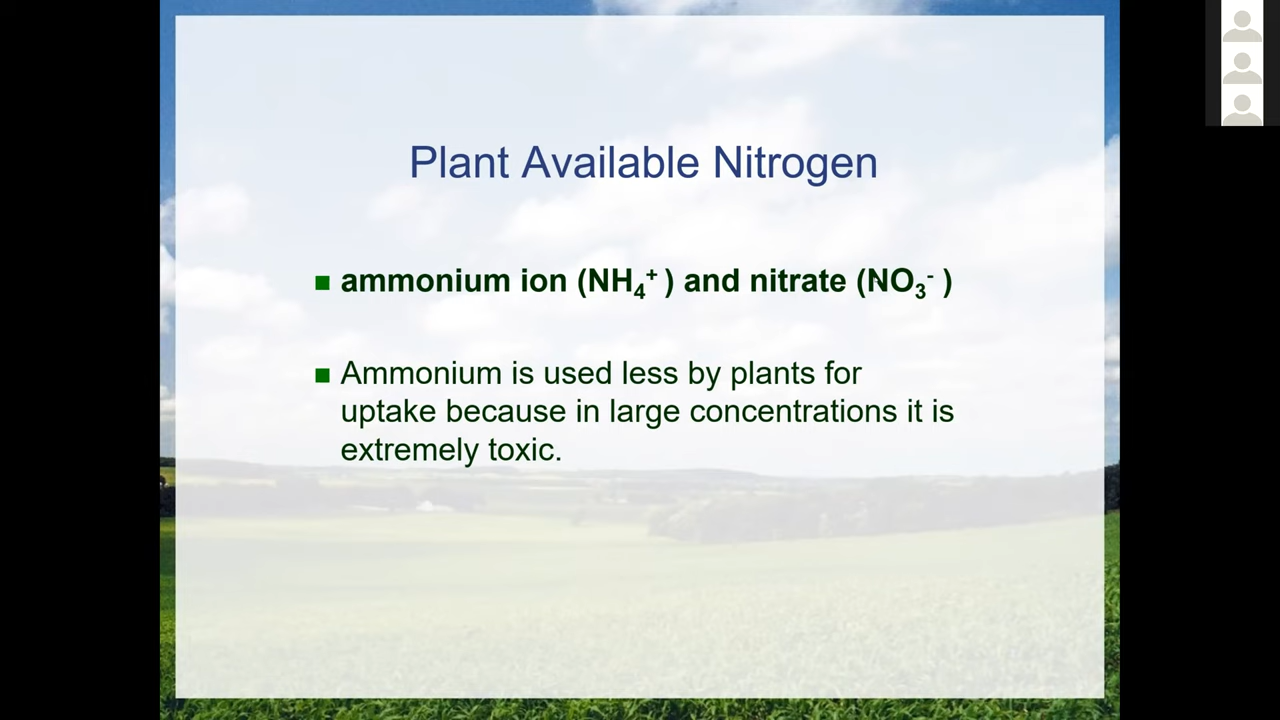 Plant Available Nitrogen
■ ammonium ion (NH₄⁺ ) and nitrate (NO₃⁻ )
■ Ammonium is used less by plants for
uptake because in large concentrations it is
extremely toxic.